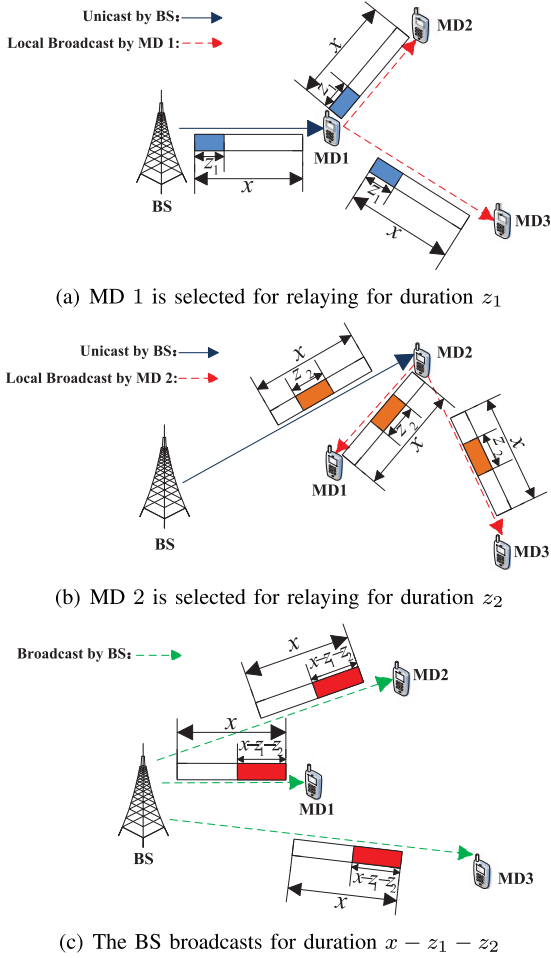 Unicast by BS:
Local Broadcast by MD 1:
MD2
x
z₁
MD1
z₁
x
BS
z₁
x
MD3
(a) MD 1 is selected for relaying for duration z₁
Unicast by BS:
Local Broadcast by MD 2:
MD2
x
z₂
z₂
x
x
z₂
MD1
BS
MD3
(b) MD 2 is selected for relaying for duration z₂
Broadcast by BS:
x
x-z₁-z₂
MD2
x
x-z₁-z₂
MD1
BS
MD3
x-z₁-z₂
x
(c) The BS broadcasts for duration x − z₁ − z₂